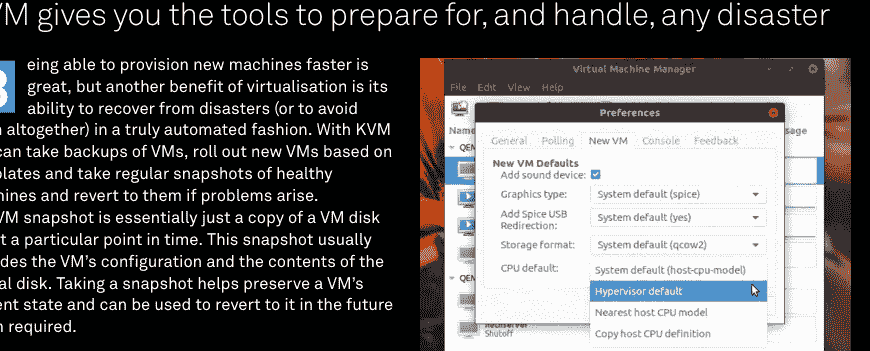 VM gives you the tools to prepare for, and handle, any disaster
eing able to provision new machines faster is
great, but another benefit of virtualisation is its
ability to recover from disasters (or to avoid
altogether) in a truly automated fashion. With KVM
can take backups of VMs, roll out new VMs based on
plates and take regular snapshots of healthy
hines and revert to them if problems arise.
VM snapshot is essentially just a copy of a VM disk
t a particular point in time. This snapshot usually
des the VM's configuration and the contents of the
al disk. Taking a snapshot helps preserve a VM's
ent state and can be used to revert to it in the future
n required.
Virtual Machine Manager
File Edit View Help
Preferences
Name
sage
General Polling New VM Console Feedback
QEM
New VM Defaults
Add sound device:
Graphics type: System default (spice)
Add Spice USB
Redirection: System default (yes)
Storage format: System default (qcow2)
CPU default: System default (host-cpu-model)
QEM
Hypervisor default
Nearest host CPU model
Shutoff
Copy host CPU definition